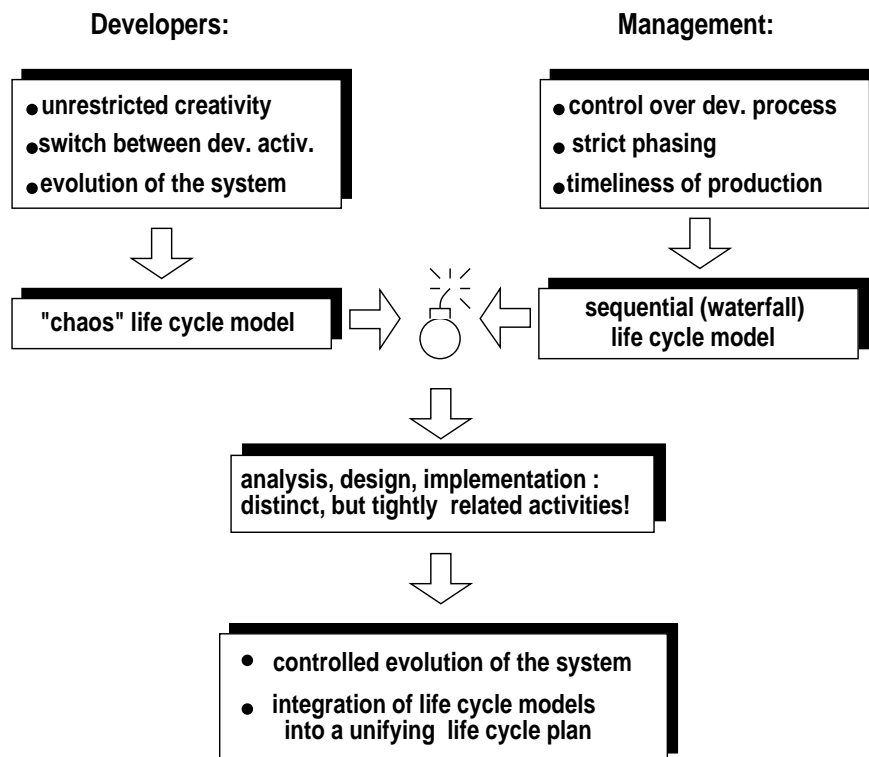 Developers:
Management:
● unrestricted creativity
● switch between dev. activ.
● evolution of the system
● control over dev. process
● strict phasing
● timeliness of production
"chaos" life cycle model
sequential (waterfall)
life cycle model
analysis, design, implementation :
distinct, but tightly related activities!
● controlled evolution of the system
● integration of life cycle models
into a unifying life cycle plan